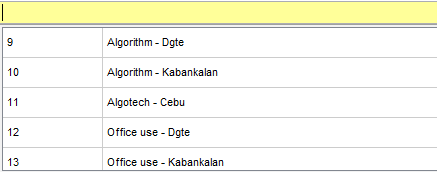 9 Algorithm - Dgte
10 Algorithm - Kabankalan
11 Algotech - Cebu
12 Office use - Dgte
13 Office use - Kabankalan